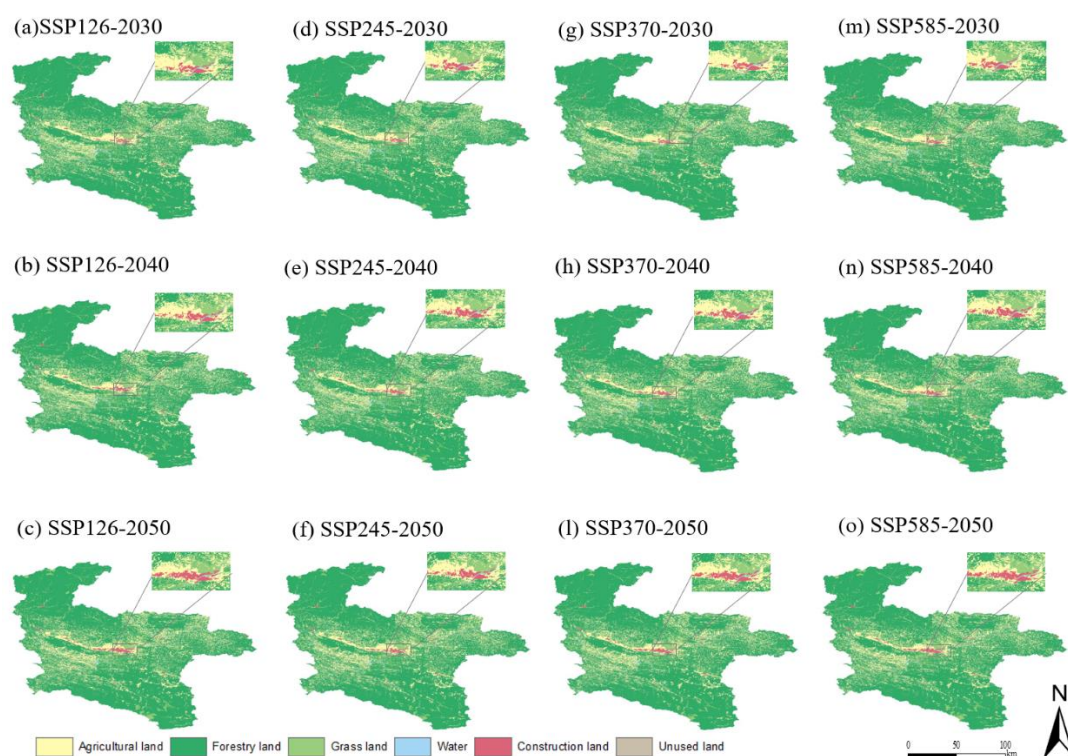 (a)SSP126-2030
(d) SSP245-2030
(g) SSP370-2030
(m) SSP585-2030
(b) SSP126-2040
(e) SSP245-2040
(h) SSP370-2040
(n) SSP585-2040
(c) SSP126-2050
(f) SSP245-2050
(l) SSP370-2050
(o) SSP585-2050
N
Agricultural land
Forestry land
Grass land
Water
Construction land
Unused land
0 50 100
km